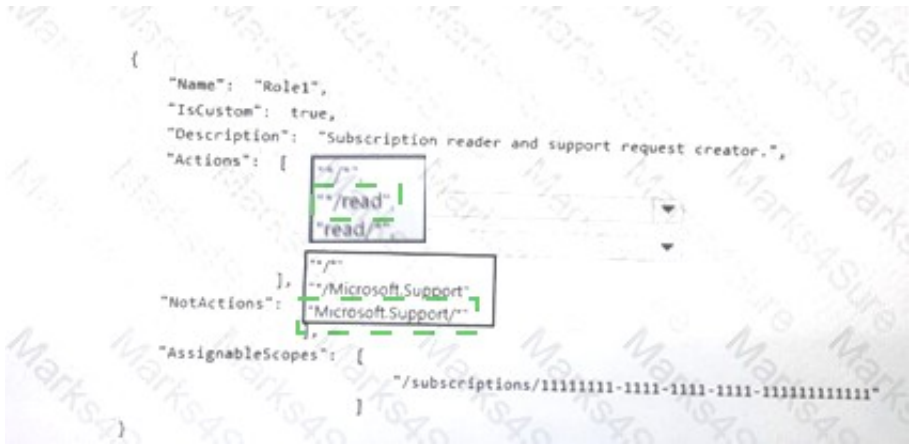 {
"Name": "Role1",
"IsCustom": true,
"Description": "Subscription reader and support request creator.",
"Actions": [
"*/*",
"*/read",
"read/*",
"*/*"
"*/Microsoft.Support"
"Microsoft.Support/*"
],
"NotActions":
],
"AssignableScopes": [
"/subscriptions/11111111-1111-1111-1111-111111111111"
]
}
Marks4Sure